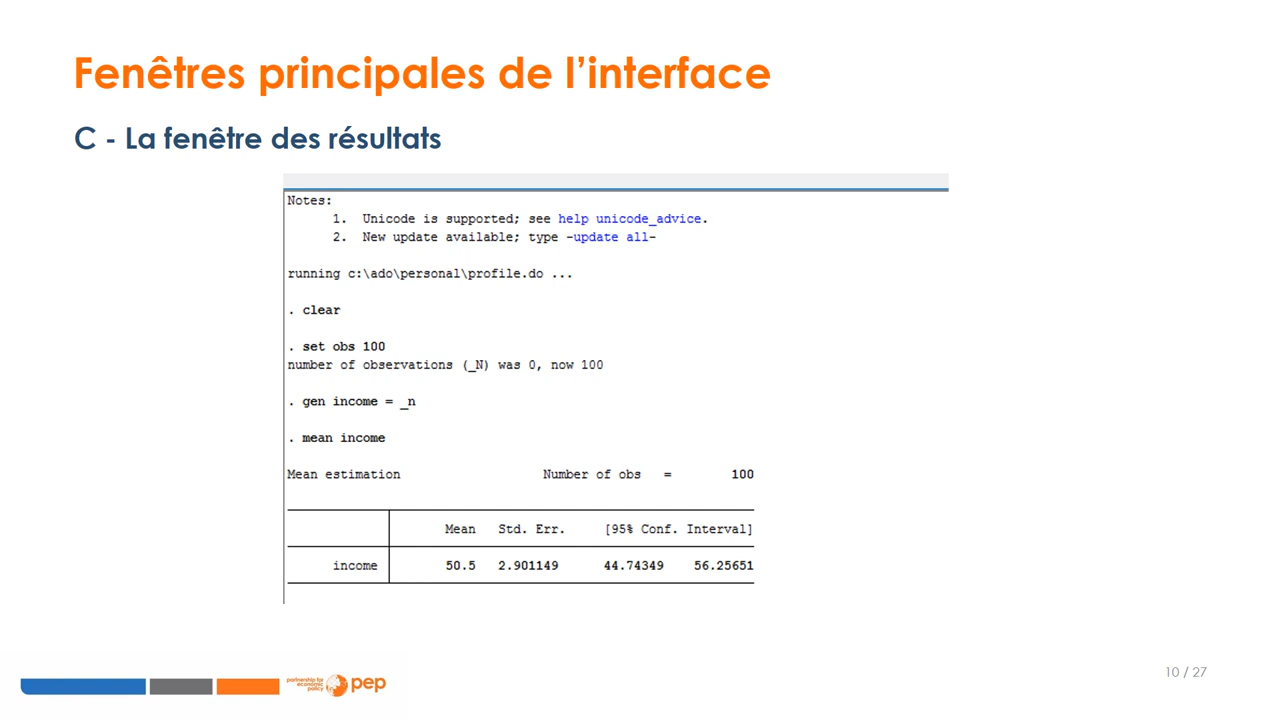 Fenêtres principales de l’interface
C - La fenêtre des résultats
Notes:
1. Unicode is supported; see help unicode_advice.
2. New update available; type -update all-
running c:\ado\personal\profile.do ...
. clear
. set obs 100
number of observations (_N) was 0, now 100
. gen income = _n
. mean income
Mean estimation Number of obs = 100
Mean Std. Err. [95% Conf. Interval]
income 50.5 2.901149 44.74349 56.25651
partnership for
economic
policy
pep
10 / 27